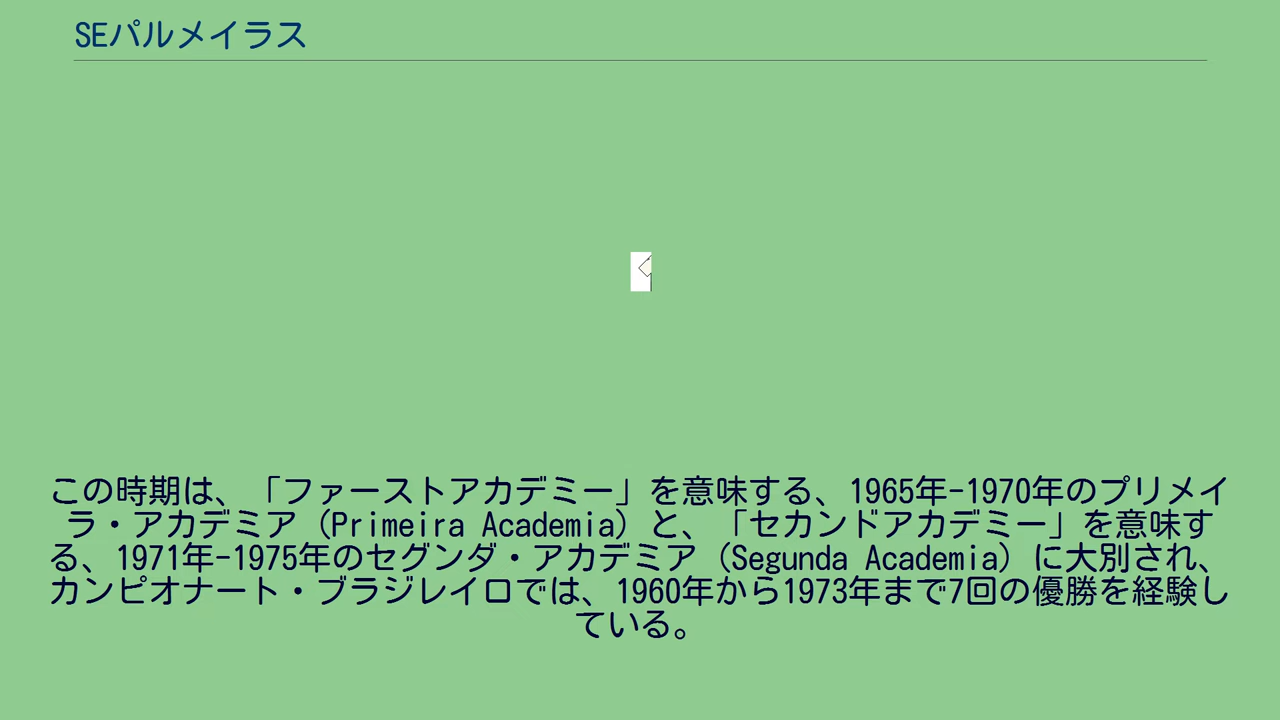 SEパルメイラス
この時期は、「ファーストアカデミー」を意味する、1965年-1970年のプリメイ
ラ・アカデミア（Primeira Academia）と、「セカンドアカデミー」を意味す
る、1971年-1975年のセグンダ・アカデミア（Segunda Academia）に大別され、
カンピオナート・ブラジレイロでは、1960年から1973年まで7回の優勝を経験し
ている。